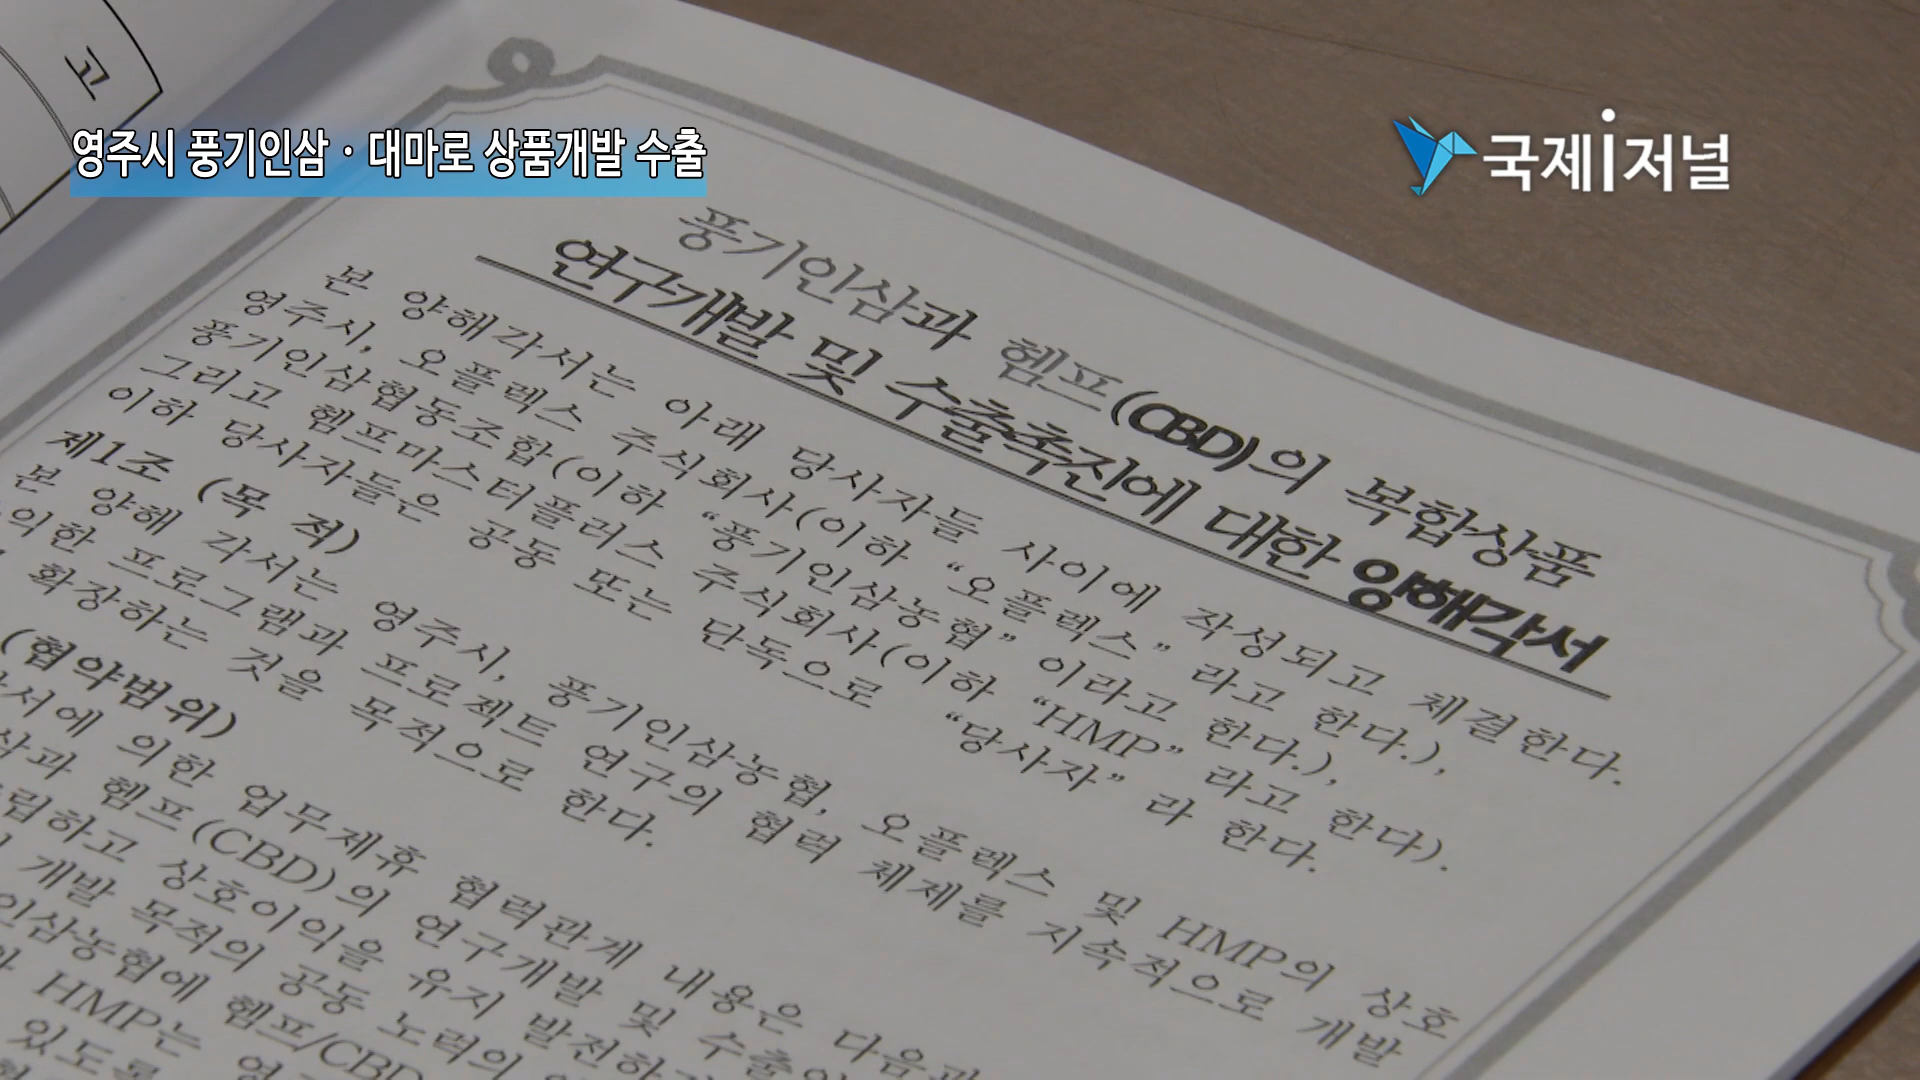 고
영주시 풍기인삼 · 대마로 상품개발 수출
국제i저널
풍기인삼과 헴프(CBD)의 복합상품
연구개발 및 수출촉진에 대한 양해각서
본 양해각서는 아래 당사자들 사이에 작성되고 체결한다.
영주시, 오플렉스 주식회사(이하 “오플렉스” 라고 한다.),
풍기인삼협동조합(이하 “풍기인삼농협” 이라고 한다.),
그리고 헴프마스터플러스 주식회사(이하 “HMP” 라고 한다).
이하 당사자들은 공동 또는 단독으로 “당사자” 라 한다.
제1조 (목 적)
본 양해 각서는 영주시, 풍기인삼농협, 오플렉스 및 HMP의 상호
의한 프로그램과 프로젝트 연구의 협력 체제를 지속적으로 개발
확장하는 것을 목적으로 한다.
(협약범위)
의한 업무제휴 협력관계 내용은 다음과
헴프(CBD)의 연구개발 및 수출
상호이익을 유지 발전
개발 목적의 공동 노력의
인삼농협에 헴프/CBD
HMP는 영
있도록